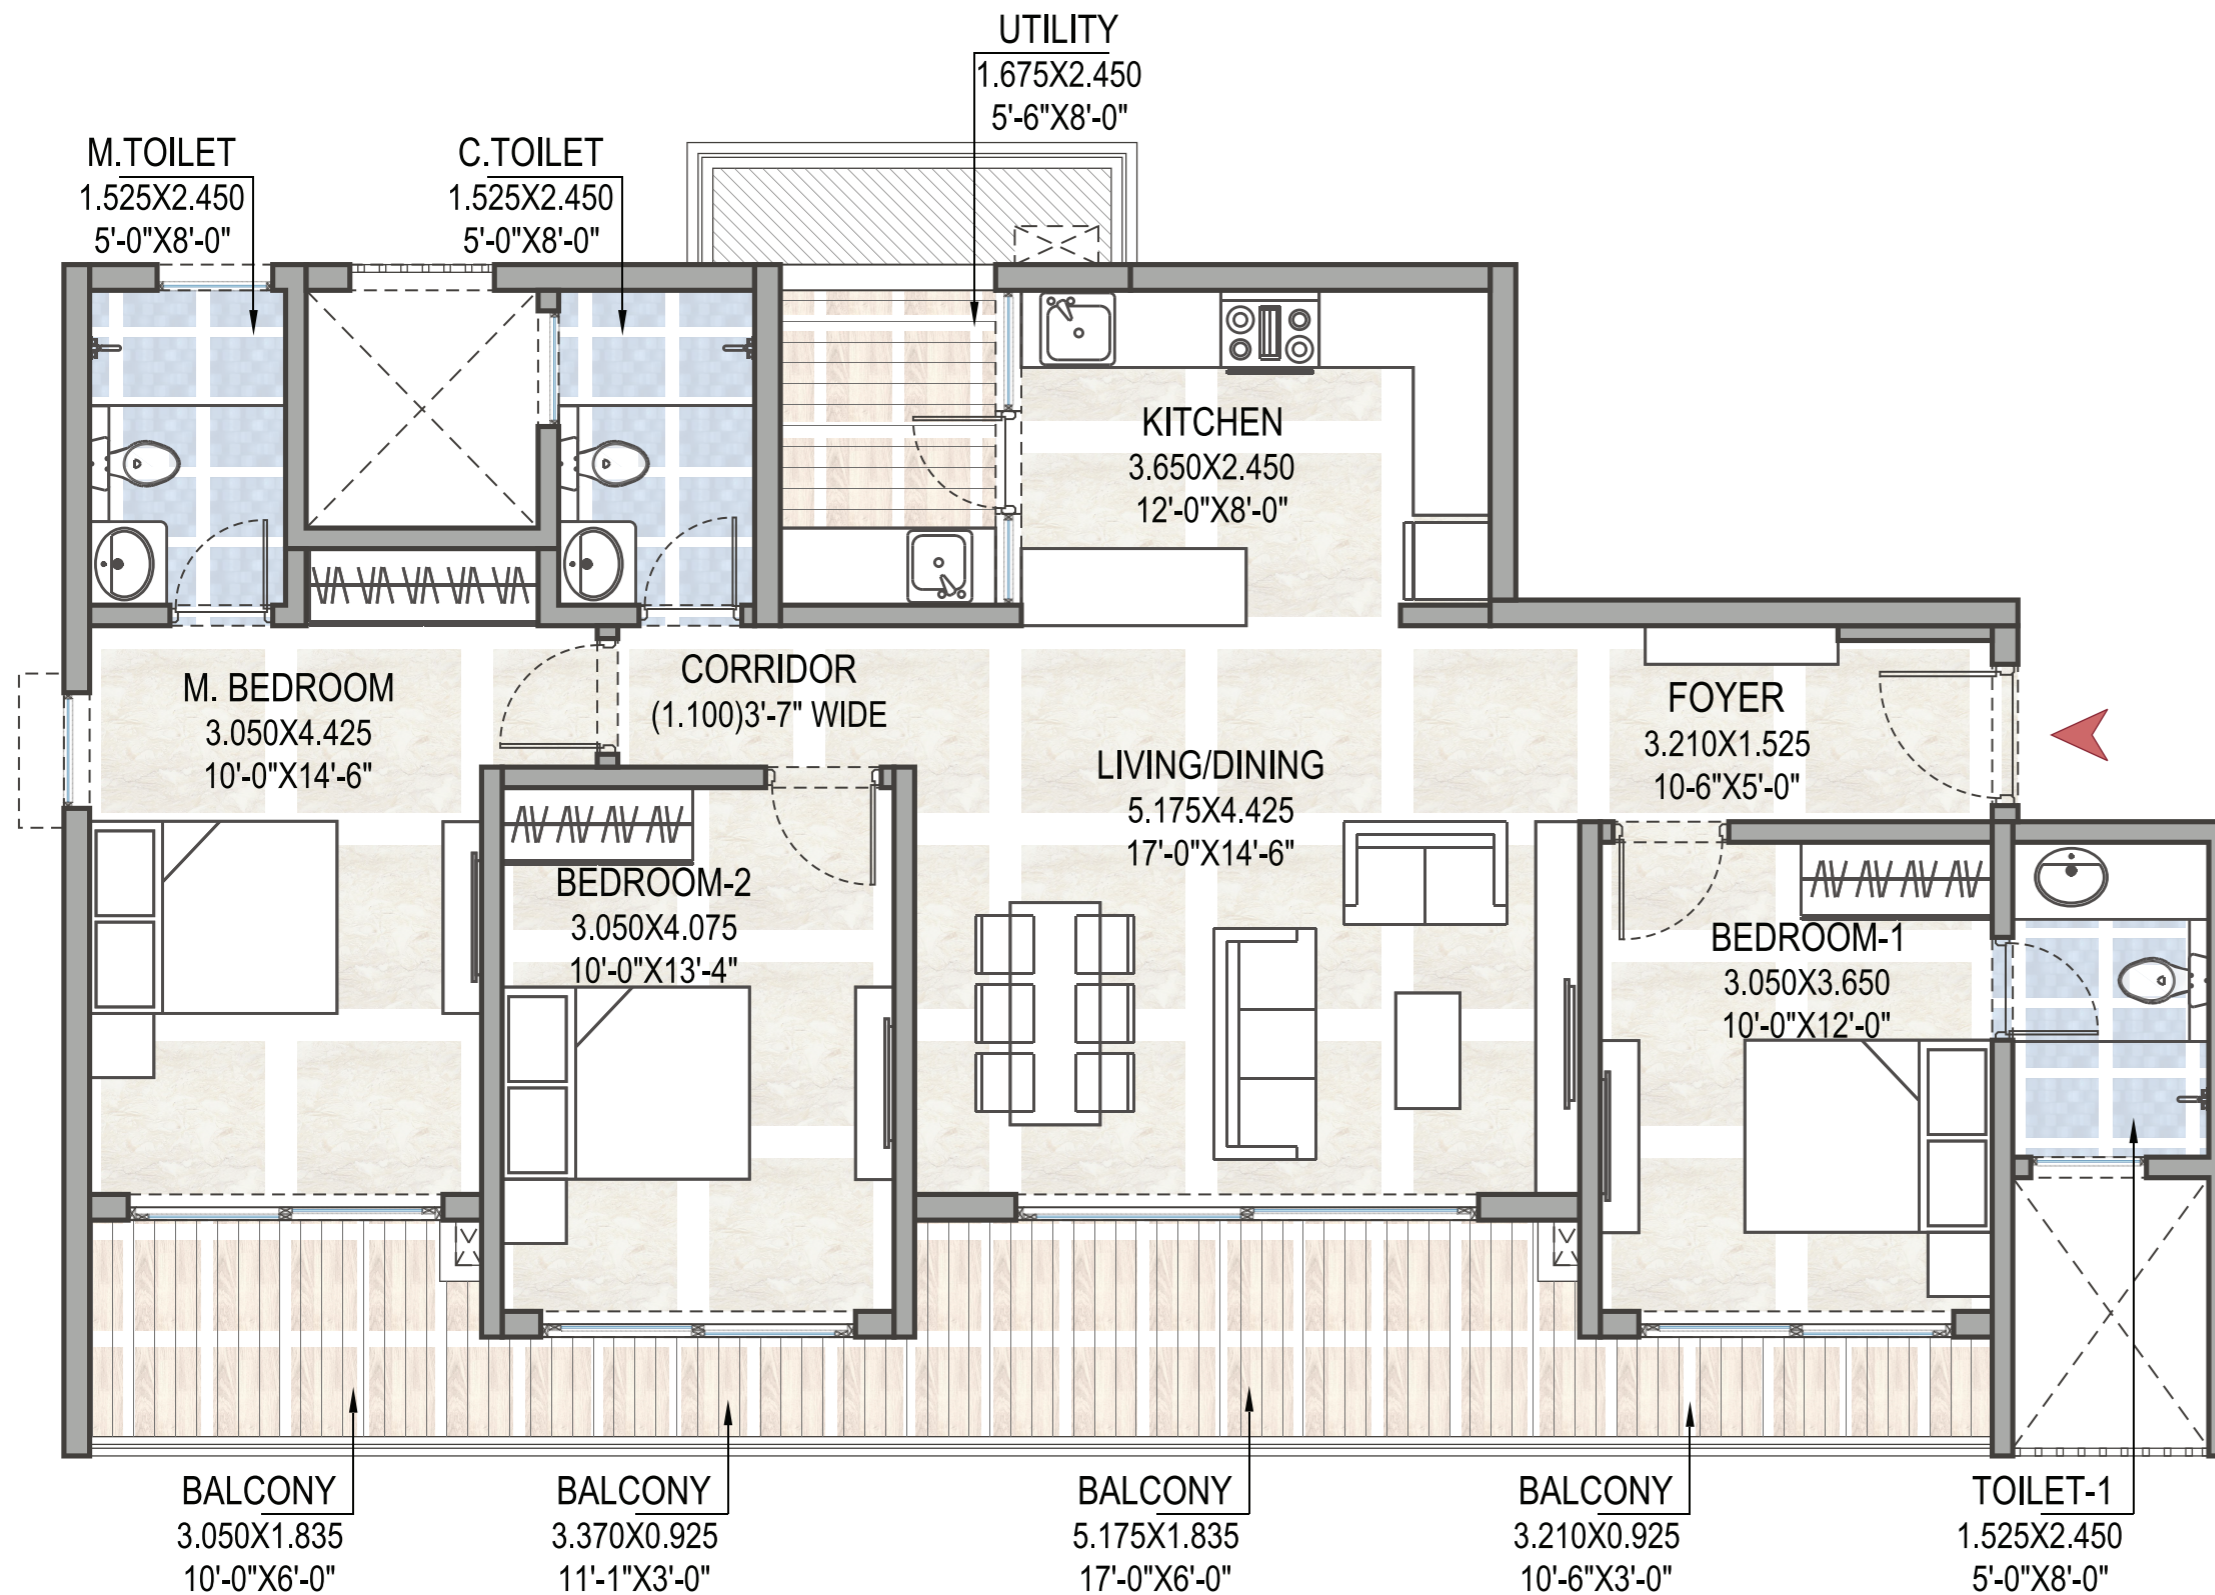 UTILITY
1.675X2.450
5'-6"X8'-0"
M.TOILET
1.525X2.450
5'-0"X8'-0"
C.TOILET
1.525X2.450
5'-0"X8'-0"
KITCHEN
3.650X2.450
12'-0"X8'-0"
M. BEDROOM
3.050X4.425
10'-0"X14'-6"
CORRIDOR
(1.100)3'-7" WIDE
FOYER
3.210X1.525
10-6"X5'-0"
LIVING/DINING
5.175X4.425
17'-0"X14'-6"
BEDROOM-2
3.050X4.075
10'-0"X13'-4"
BEDROOM-1
3.050X3.650
10'-0"X12'-0"
BALCONY
3.050X1.835
10'-0"X6'-0"
BALCONY
3.370X0.925
11'-1"X3'-0"
BALCONY
5.175X1.835
17'-0"X6'-0"
BALCONY
3.210X0.925
10'-6"X3'-0"
TOILET-1
1.525X2.450
5'-0"X8'-0"